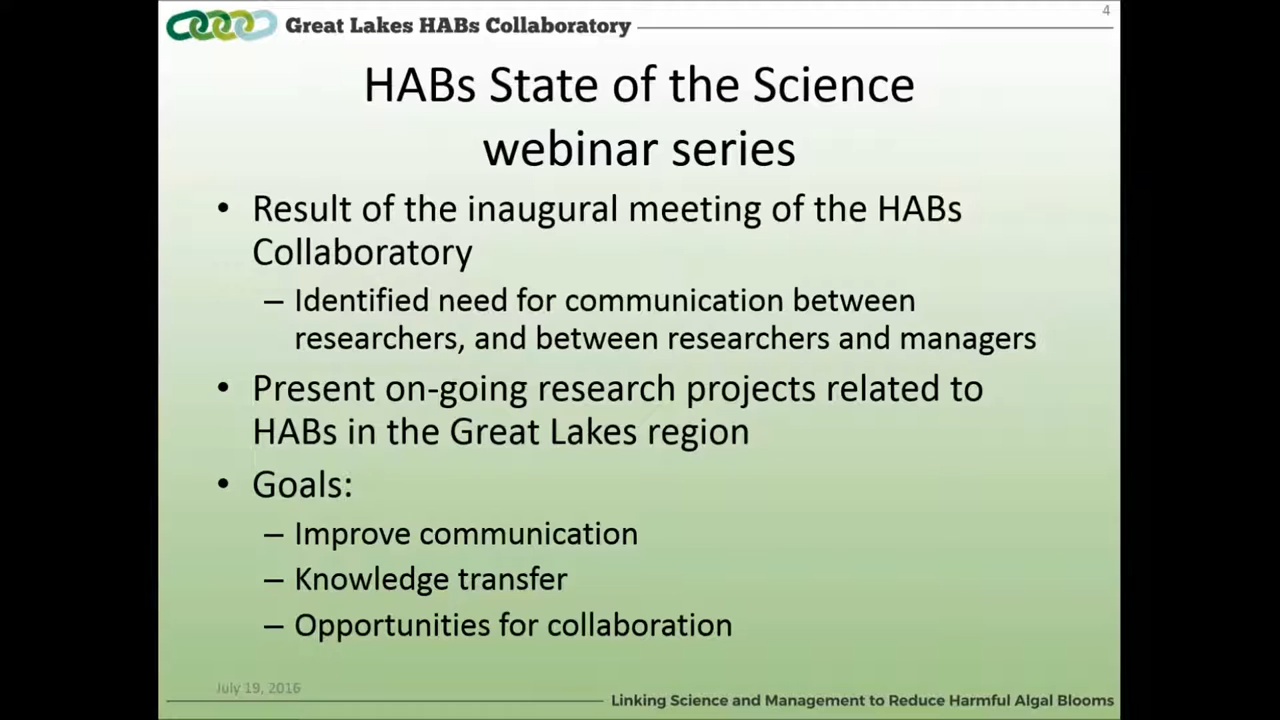 Great Lakes HABs Collaboratory
4
HABs State of the Science
webinar series
• Result of the inaugural meeting of the HABs
Collaboratory
– Identified need for communication between
researchers, and between researchers and managers
• Present on-going research projects related to
HABs in the Great Lakes region
• Goals:
– Improve communication
– Knowledge transfer
– Opportunities for collaboration
July 19, 2016
Linking Science and Management to Reduce Harmful Algal Blooms